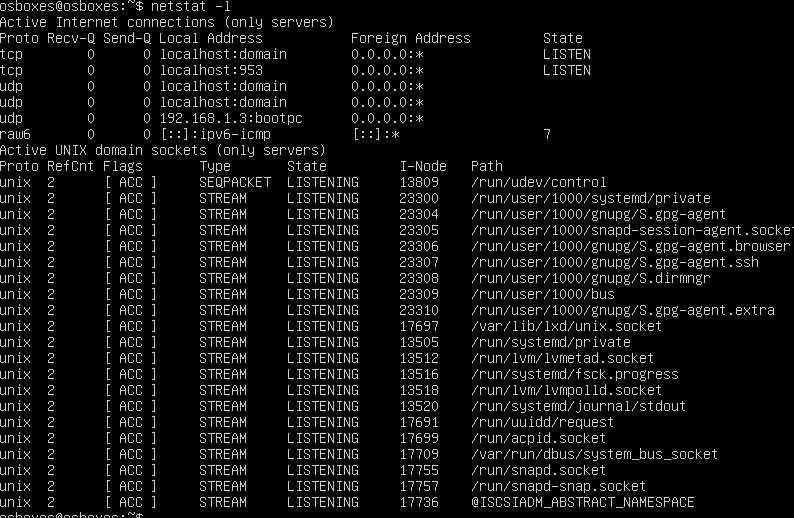 osboxes@osboxes:~$ netstat -l
Active Internet connections (only servers)
Proto Recv-Q Send-Q Local Address           Foreign Address         State
tcp        0      0 localhost:domain        0.0.0.0:*               LISTEN
tcp        0      0 localhost:953           0.0.0.0:*               LISTEN
udp        0      0 localhost:domain        0.0.0.0:*
udp        0      0 localhost:domain        0.0.0.0:*
udp        0      0 192.168.1.3:bootpc      0.0.0.0:*
raw6       0      0 [::]:ipv6-icmp          [::]:*                  7
Active UNIX domain sockets (only servers)
Proto RefCnt Flags       Type       State         I-Node   Path
unix  2      [ ACC ]     SEQPACKET  LISTENING     13809    /run/udev/control
unix  2      [ ACC ]     STREAM     LISTENING     23300    /run/user/1000/systemd/private
unix  2      [ ACC ]     STREAM     LISTENING     23304    /run/user/1000/gnupg/S.gpg-agent
unix  2      [ ACC ]     STREAM     LISTENING     23305    /run/user/1000/snapd-session-agent.socket
unix  2      [ ACC ]     STREAM     LISTENING     23306    /run/user/1000/gnupg/S.gpg-agent.browser
unix  2      [ ACC ]     STREAM     LISTENING     23307    /run/user/1000/gnupg/S.gpg-agent.ssh
unix  2      [ ACC ]     STREAM     LISTENING     23308    /run/user/1000/gnupg/S.dirmngr
unix  2      [ ACC ]     STREAM     LISTENING     23309    /run/user/1000/bus
unix  2      [ ACC ]     STREAM     LISTENING     23310    /run/user/1000/gnupg/S.gpg-agent.extra
unix  2      [ ACC ]     STREAM     LISTENING     17697    /var/lib/lxd/unix.socket
unix  2      [ ACC ]     STREAM     LISTENING     13505    /run/systemd/private
unix  2      [ ACC ]     STREAM     LISTENING     13512    /run/lvm/lvmetad.socket
unix  2      [ ACC ]     STREAM     LISTENING     13516    /run/systemd/fsck.progress
unix  2      [ ACC ]     STREAM     LISTENING     13518    /run/lvm/lvmpolld.socket
unix  2      [ ACC ]     STREAM     LISTENING     13520    /run/systemd/journal/stdout
unix  2      [ ACC ]     STREAM     LISTENING     17691    /run/uuidd/request
unix  2      [ ACC ]     STREAM     LISTENING     17699    /run/acpid.socket
unix  2      [ ACC ]     STREAM     LISTENING     17709    /var/run/dbus/system_bus_socket
unix  2      [ ACC ]     STREAM     LISTENING     17755    /run/snapd.socket
unix  2      [ ACC ]     STREAM     LISTENING     17757    /run/snapd-snap.socket
unix  2      [ ACC ]     STREAM     LISTENING     17736    @ISCSIADM_ABSTRACT_NAMESPACE
osboxes@osboxes:~$